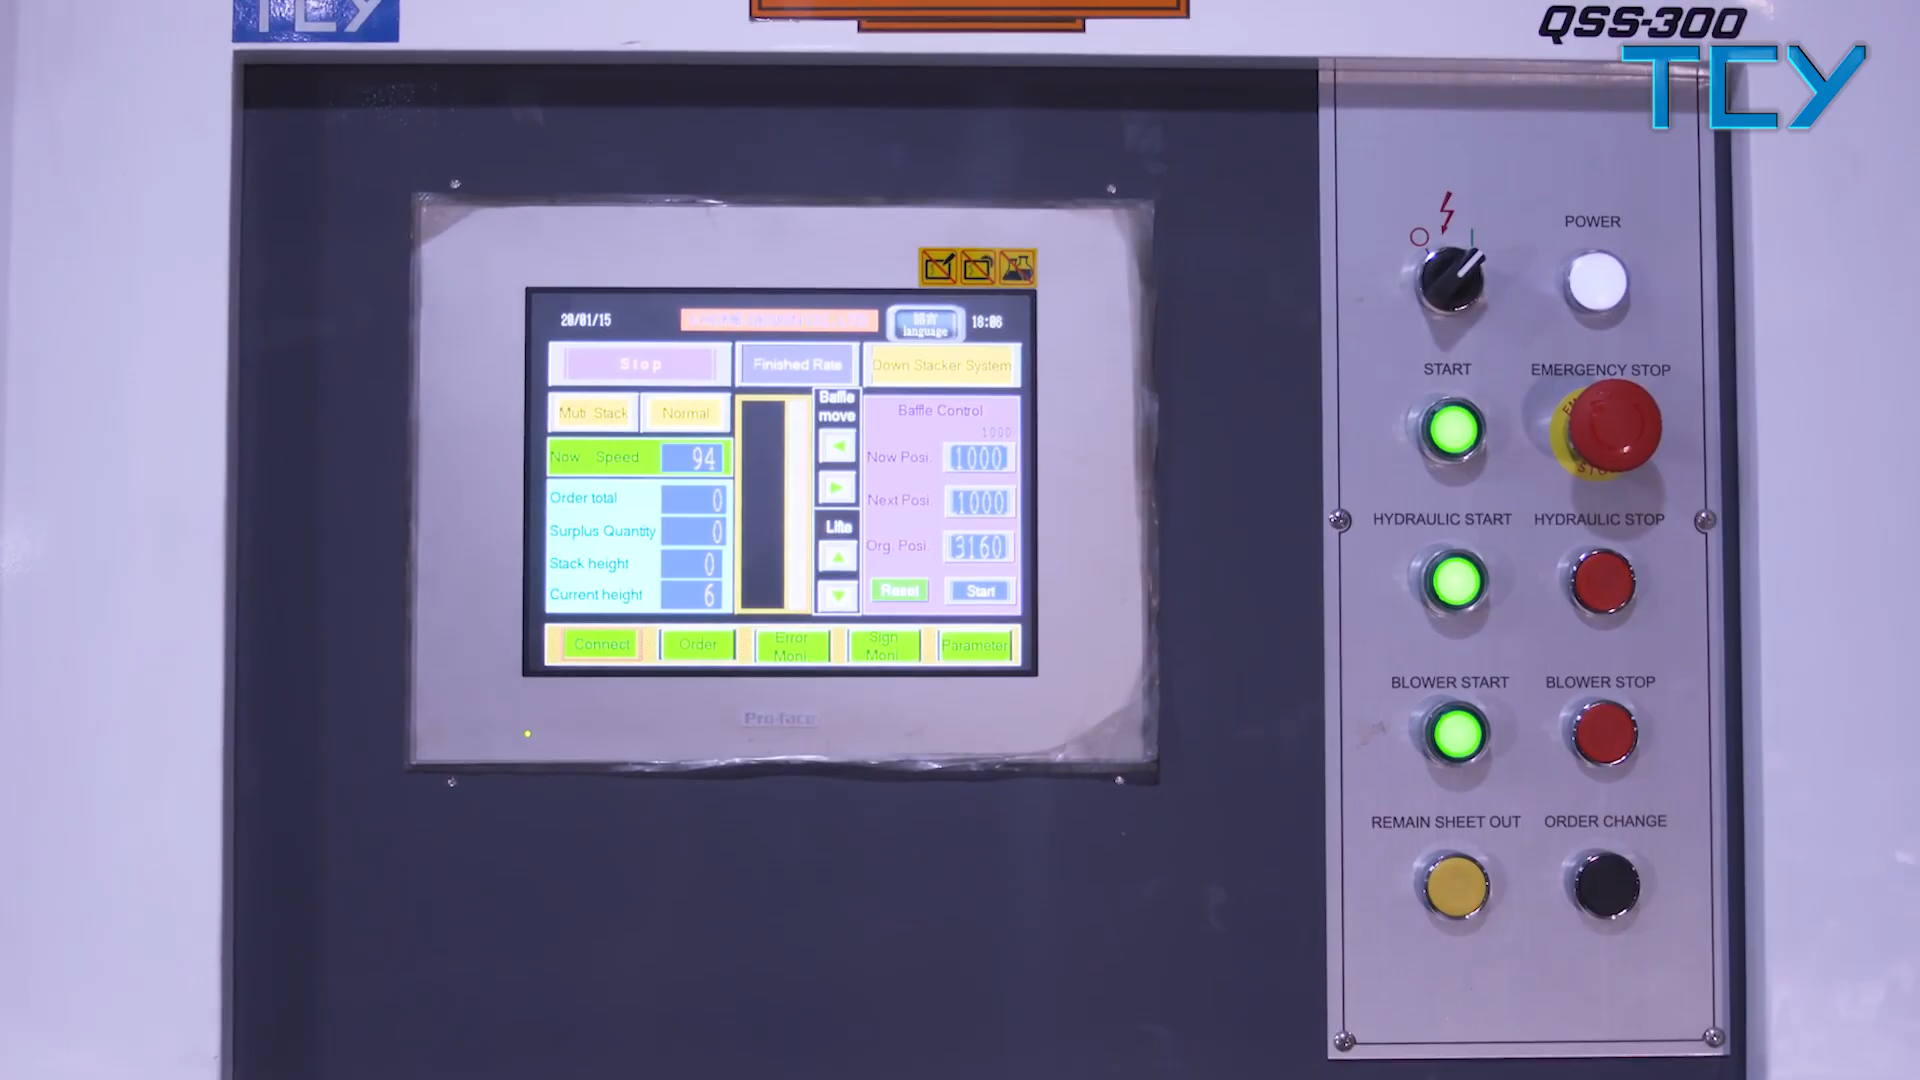 TCY
QSS-300
TCY
POWER
20/01/15
語言
language
18:06
Stop
Finished Rate
Down Stacker System
START
EMERGENCY STOP
Muti Stack
Normal
Baffle
move
Baffle Control
1000
Now Speed
94
Now Posi.
1000
Order total
0
Next Posi.
1000
Surplus Quantity
0
Lifte
Org. Posi.
3160
Stack height
0
Current height
6
Reset
Start
HYDRAULIC START
HYDRAULIC STOP
Connect
Order
Error
Moni.
Sign
Moni.
Parameter
Pro-face
BLOWER START
BLOWER STOP
REMAIN SHEET OUT
ORDER CHANGE